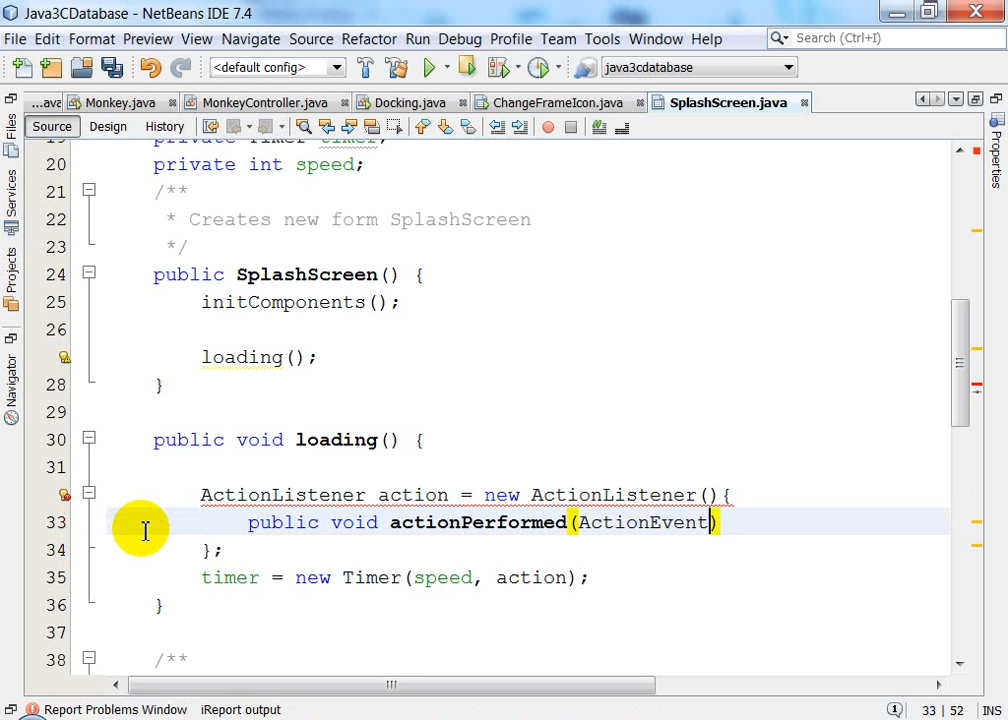 Java3CDatabase - NetBeans IDE 7.4
File Edit Format Preview View Navigate Source Refactor Run Debug Profile Team Tools Window Help Search (Ctrl+I)
<default config> java3cdatabase
...ava Monkey.java MonkeyController.java Docking.java ChangeFrameIcon.java SplashScreen.java
Source Design History
Files
Services
Projects
Navigator
Properties
19 private Timer timer;
20 private int speed;
21 /**
22 * Creates new form SplashScreen
23 */
24 public SplashScreen() {
25 initComponents();
26
loading();
28 }
29
30 public void loading() {
31
ActionListener action = new ActionListener(){
33 public void actionPerformed(ActionEvent)
34 };
35 timer = new Timer(speed, action);
36 }
37
38 /**
Report Problems Window iReport output 33 | 52 INS